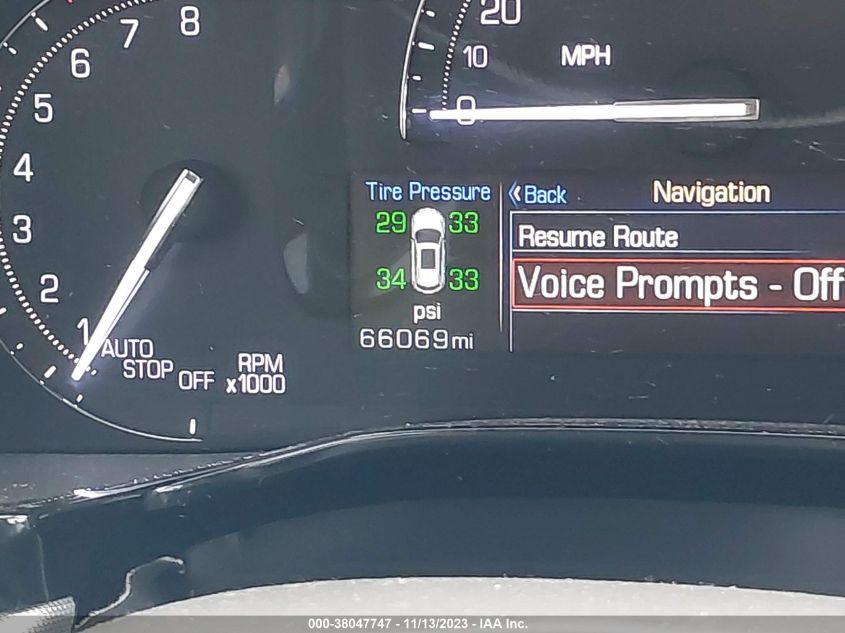 8
7
6
5
4
3
2
1
AUTO
STOP
OFF
RPM
x1000
20
10
0
MPH
Tire Pressure
29 33
34 33
psi
66069 mi
Back
Navigation
Resume Route
Voice Prompts - Off
000-38047747 - 11/13/2023 - IAA Inc.